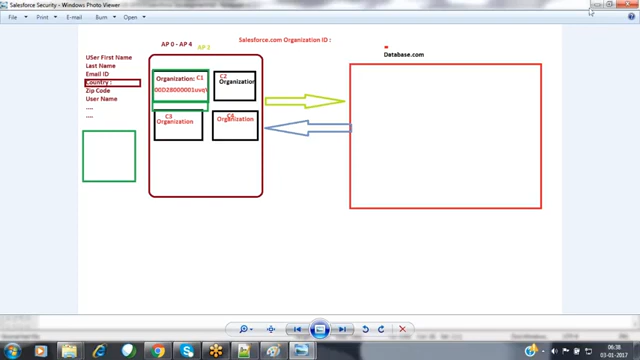 Salesforce Security - Windows Photo Viewer
File
Print
E-mail
Burn
Open
Salesforce.com Organization ID :
AP 0 - AP 4
AP 2
Database.com
USer First Name
Last Name
Email ID
Country :
Zip Code
User Name
....
....
Organization: C1
00D28000001uvq
C2
Organization
C3
Organization
C4
Organization
06:38
03-01-2017